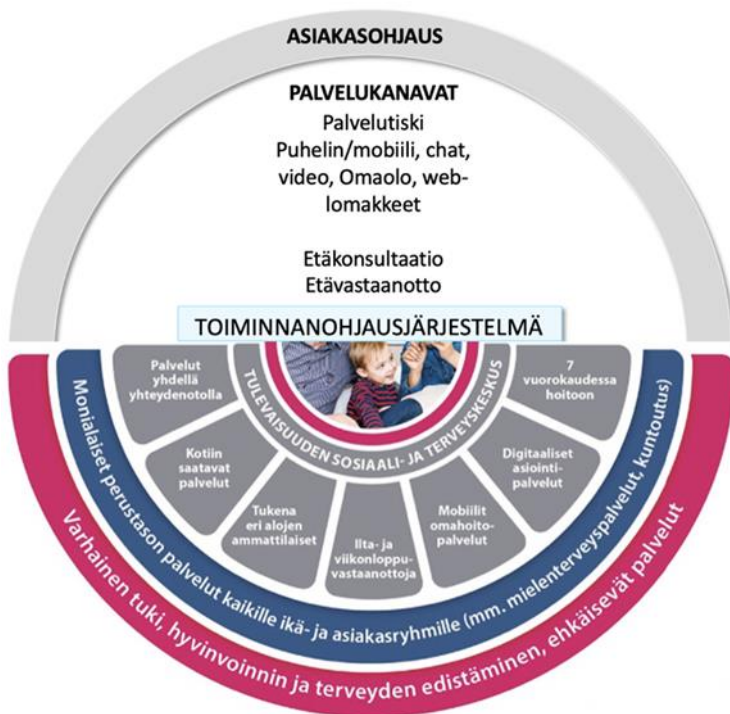 ASIAKASOHJAUS
PALVELUKANAVAT
Palvelutiski
Puhelin/mobiili, chat,
video, Omaolo, web-
lomakkeet
Etäkonsultaatio
Etävastaanotto
TOIMINNANOHJAUSJÄRJESTELMÄ
TULEVAISUUDEN SOSIAALI- JA TERVEYSKESKUS
Palvelut
yhdellä
yhteydenotolla
Kotiin
saatavat
palvelut
Tukena
eri alojen
ammattilaiset
Ilta- ja
viikonloppu-
vastaanottoja
Mobiilit
omahoito-
palvelut
Digitaaliset
asiointi-
palvelut
7
vuorokaudessa
hoitoon
Monialaiset perustason palvelut kaikille ikä- ja asiakasryhmille (mm. mielenterveyspalvelut, kuntoutus)
Varhainen tuki, hyvinvoinnin ja terveyden edistäminen, ehkäisevät palvelut